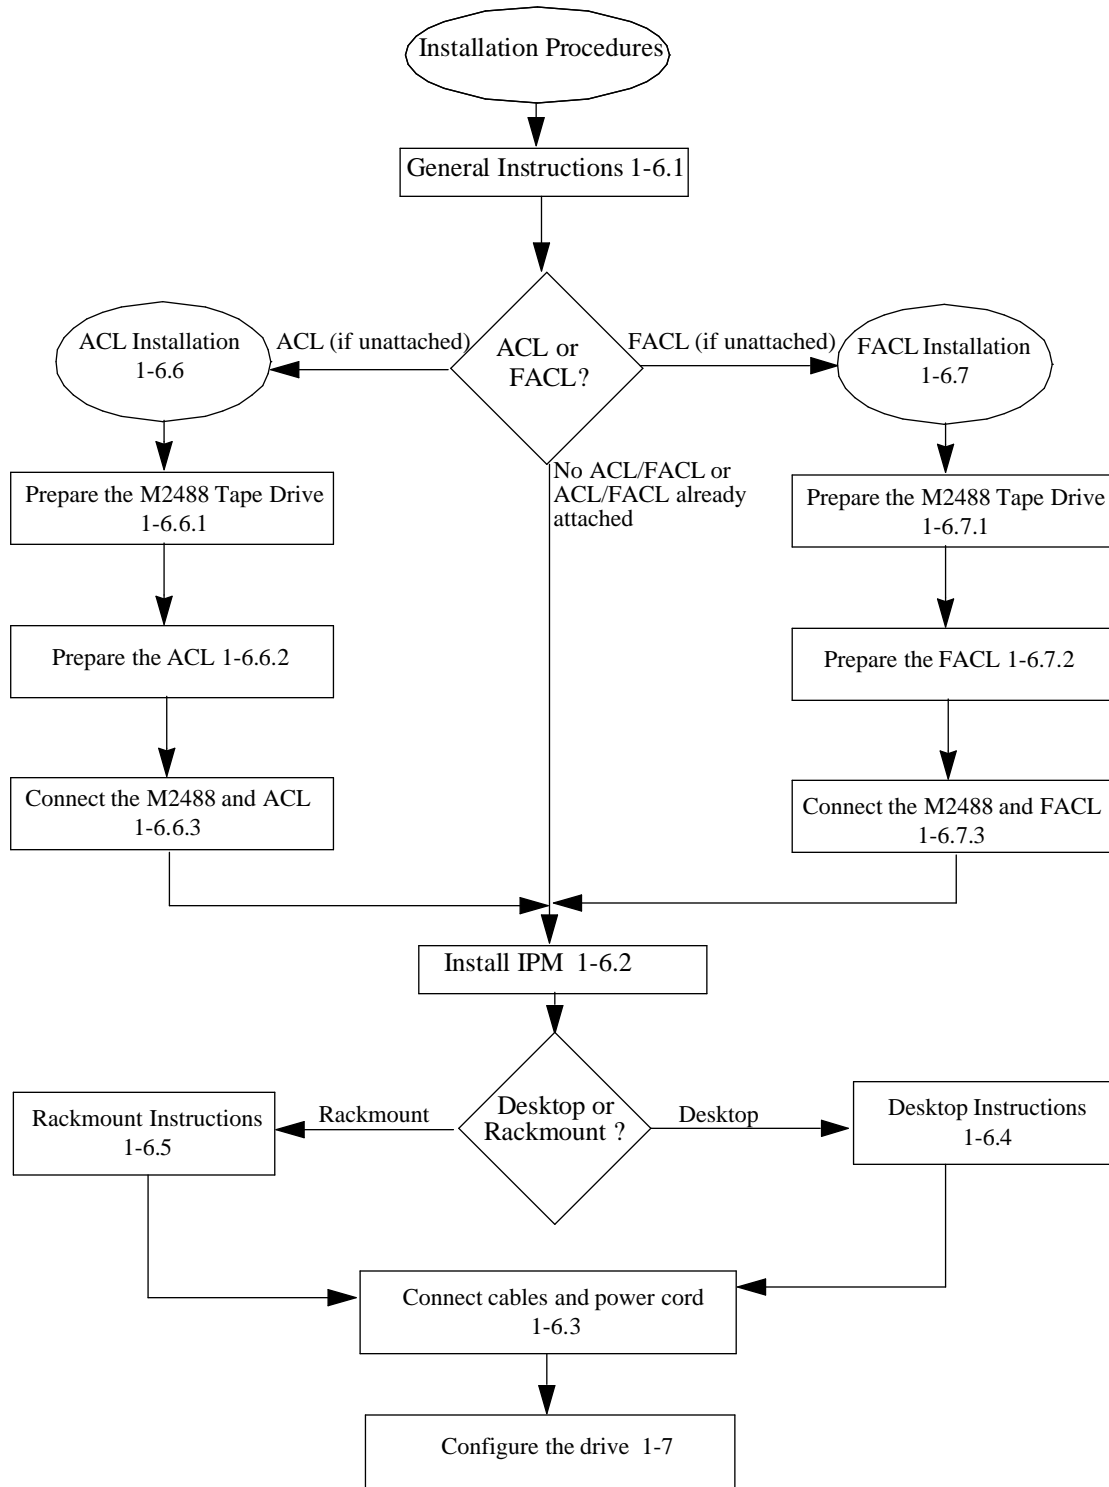 Installation Procedures
General Instructions 1-6.1
ACL Installation
1-6.6
ACL (if unattached)
ACL or
FACL?
FACL (if unattached)
FACL Installation
1-6.7
No ACL/FACL or
ACL/FACL already
attached
Prepare the M2488 Tape Drive
1-6.6.1
Prepare the M2488 Tape Drive
1-6.7.1
Prepare the ACL 1-6.6.2
Prepare the FACL 1-6.7.2
Connect the M2488 and ACL
1-6.6.3
Connect the M2488 and FACL
1-6.7.3
Install IPM 1-6.2
Rackmount Instructions
1-6.5
Rackmount
Desktop or
Rackmount ?
Desktop
Desktop Instructions
1-6.4
Connect cables and power cord
1-6.3
Configure the drive 1-7